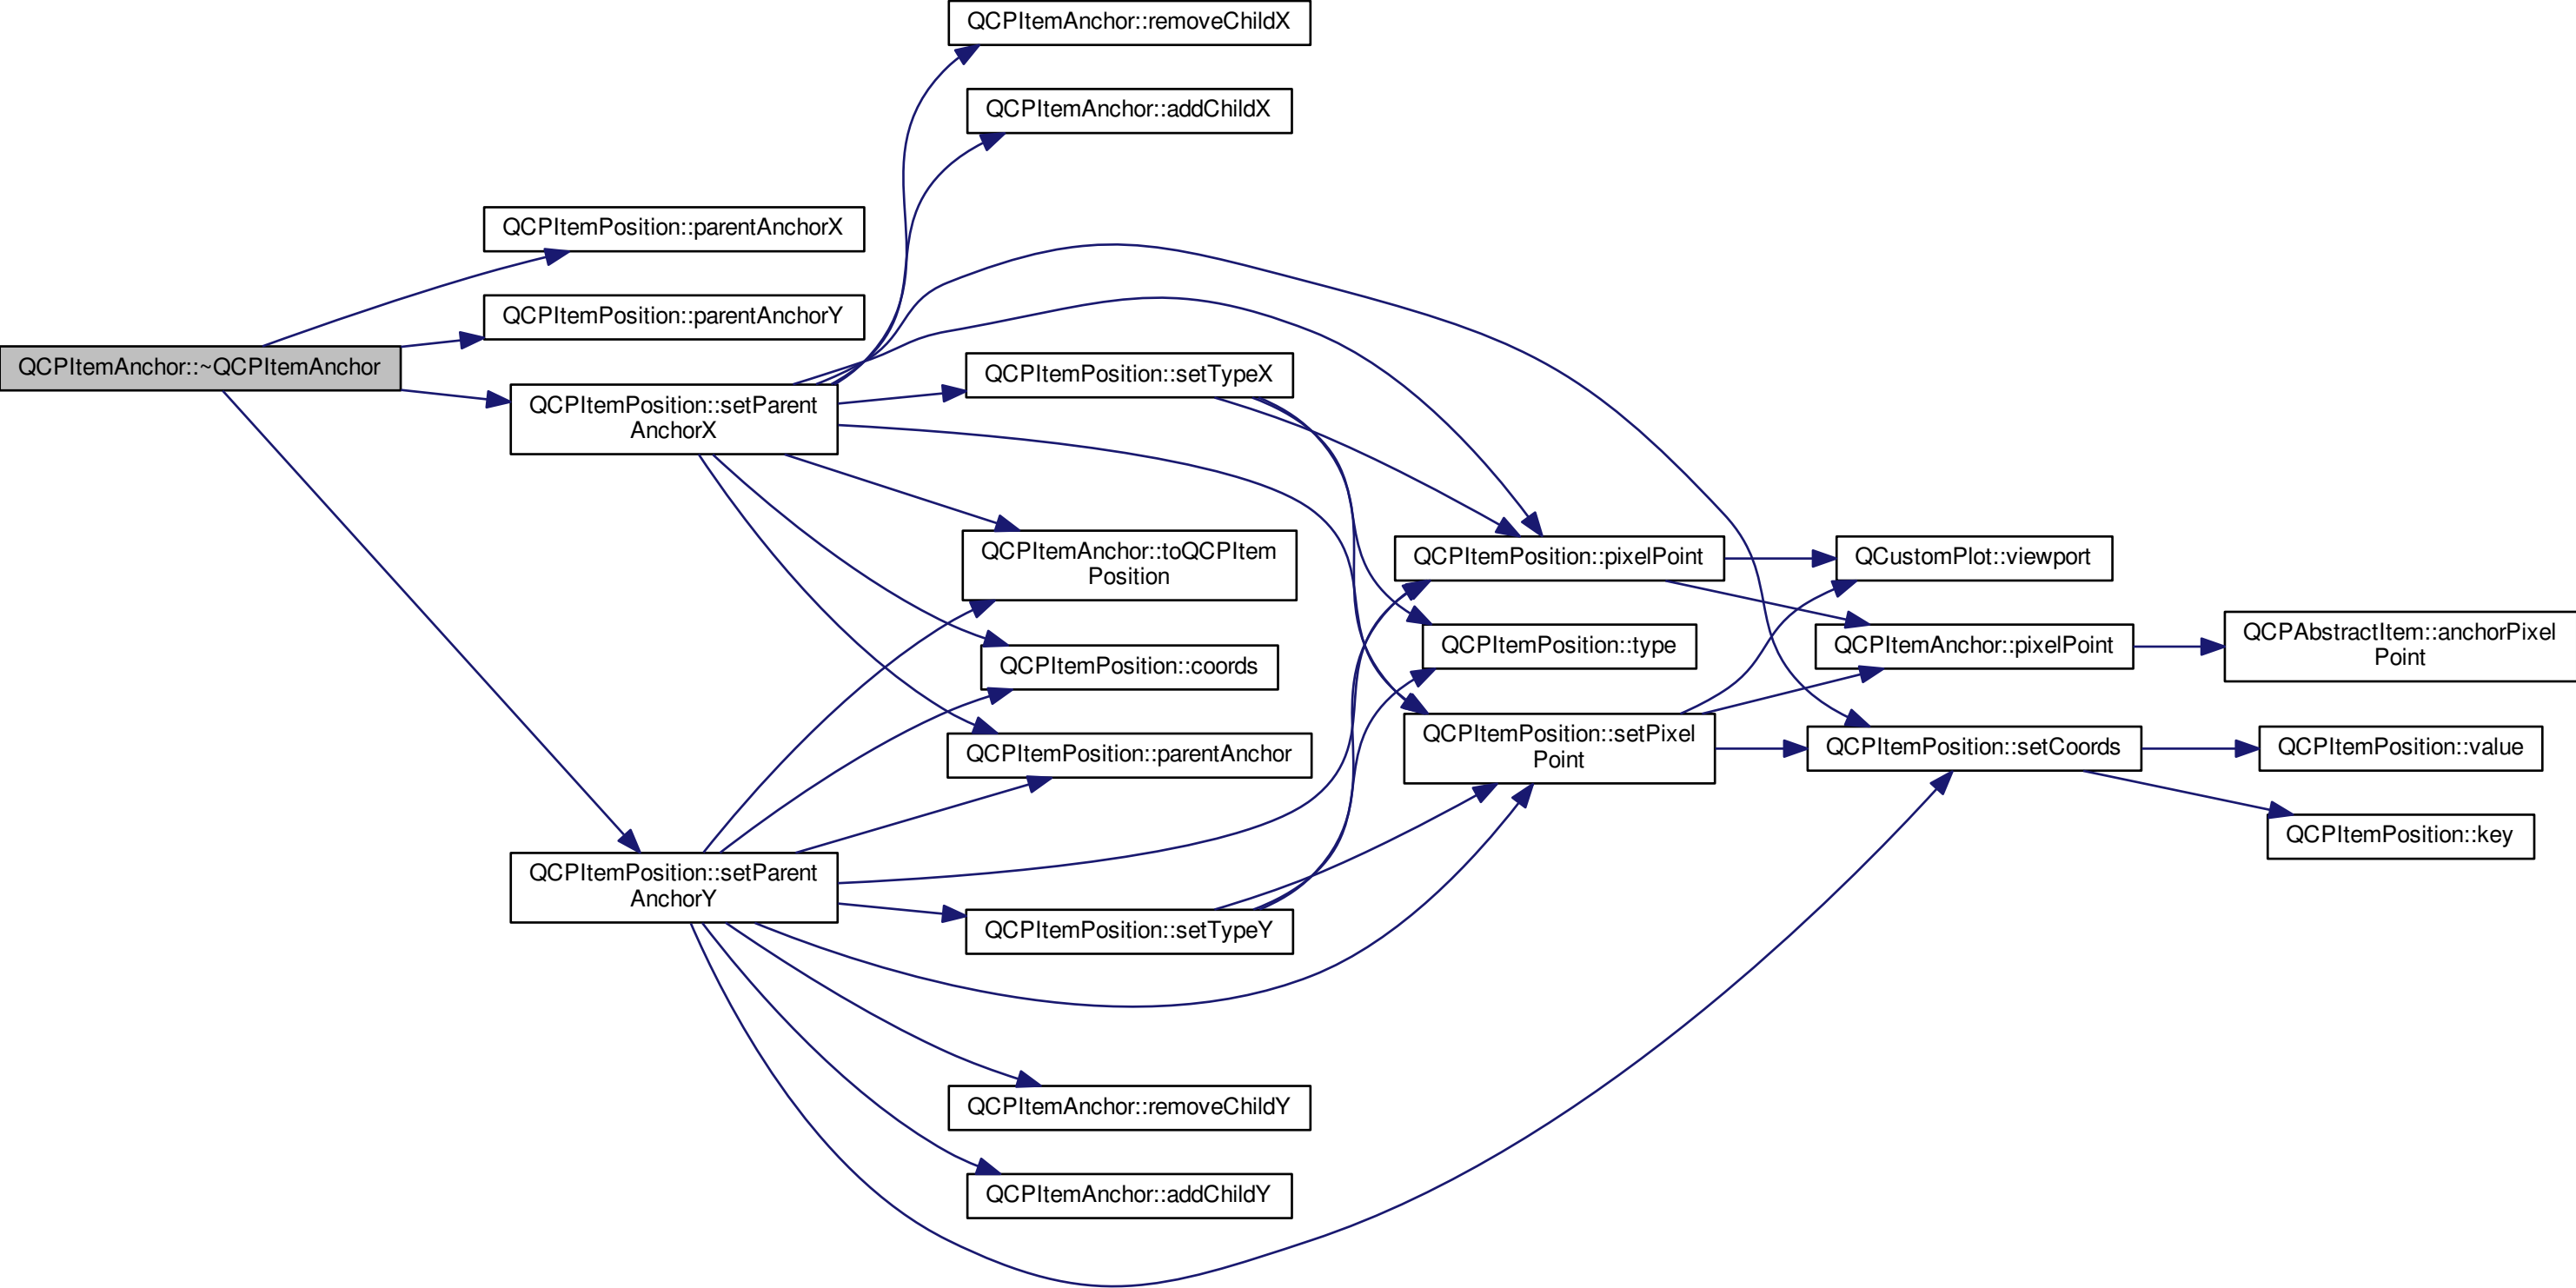 QCPItemAnchor::~QCPItemAnchor
QCPItemPosition::parentAnchorX
QCPItemPosition::parentAnchorY
QCPItemPosition::setParent
AnchorX
QCPItemPosition::setParent
AnchorY
QCPItemAnchor::removeChildX
QCPItemAnchor::addChildX
QCPItemPosition::setTypeX
QCPItemAnchor::toQCPItem
Position
QCPItemPosition::coords
QCPItemPosition::parentAnchor
QCPItemPosition::setTypeY
QCPItemAnchor::removeChildY
QCPItemAnchor::addChildY
QCPItemPosition::pixelPoint
QCPItemPosition::type
QCPItemPosition::setPixel
Point
QCustomPlot::viewport
QCPItemAnchor::pixelPoint
QCPItemPosition::setCoords
QCPAbstractItem::anchorPixel
Point
QCPItemPosition::value
QCPItemPosition::key